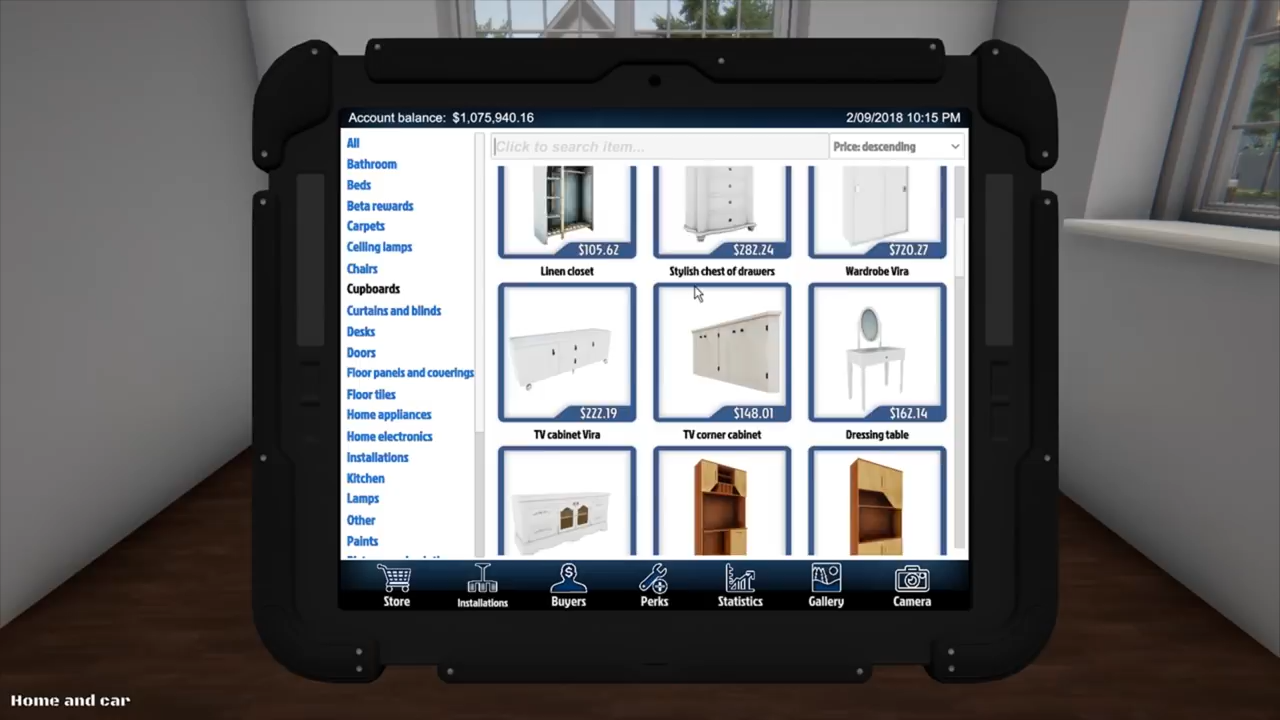 Account balance: $1,075,940.16
2/09/2018 10:15 PM
All
Bathroom
Beds
Beta rewards
Carpets
Ceiling lamps
Chairs
Cupboards
Curtains and blinds
Desks
Doors
Floor panels and coverings
Floor tiles
Home appliances
Home electronics
Installations
Kitchen
Lamps
Other
Paints
Click to search item...
Price: descending
$105.62
$282.24
$720.27
Linen closet
Stylish chest of drawers
Wardrobe Vira
$222.19
$148.01
$162.14
TV cabinet Vira
TV corner cabinet
Dressing table
Store
Installations
Buyers
Perks
Statistics
Gallery
Camera
Home and car